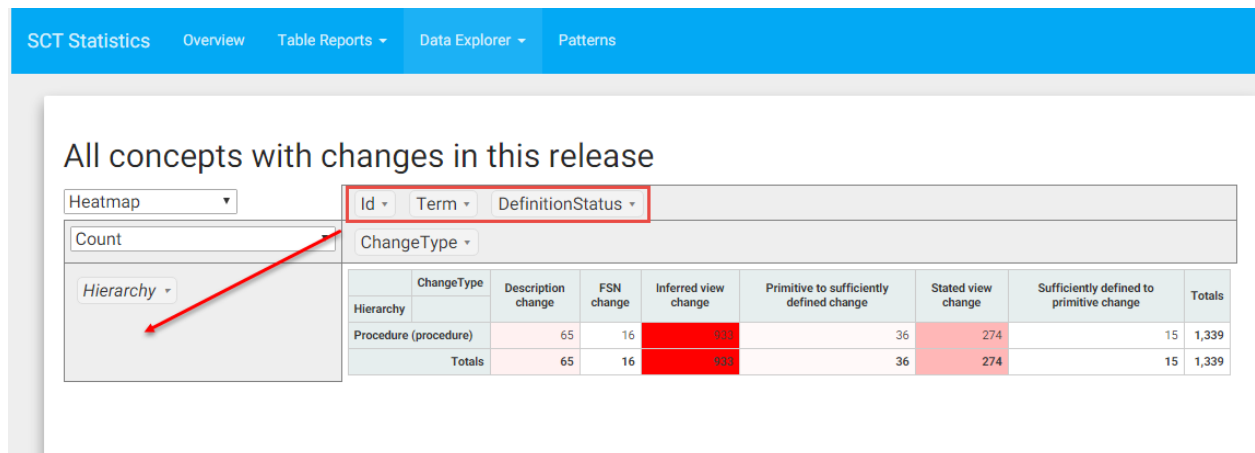 SCT Statistics Overview Table Reports Data Explorer Patterns
All concepts with changes in this release
Heatmap Id Term DefinitionStatus
Count ChangeType
Hierarchy
ChangeType Description change FSN change Inferred view change Primitive to sufficiently defined change Stated view change Sufficiently defined to primitive change Totals
Hierarchy
Procedure (procedure) 65 16 933 36 274 15 1,339
Totals 65 16 933 36 274 15 1,339